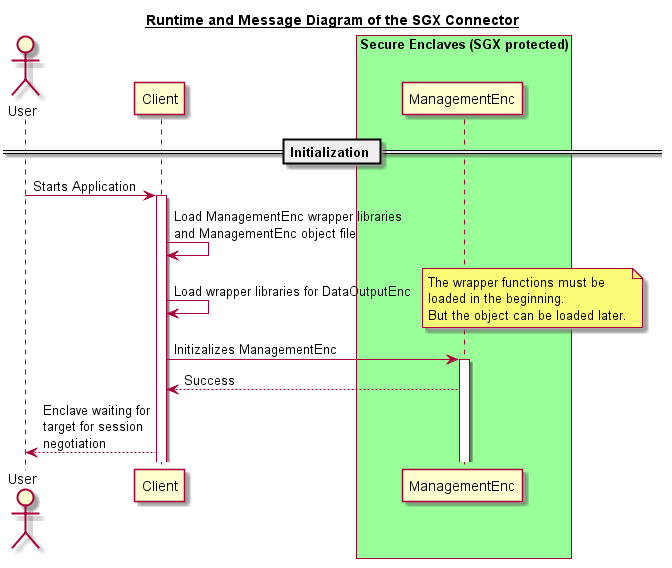 Runtime and Message Diagram of the SGX Connector
Secure Enclaves (SGX protected)
User
Client
ManagementEnc
Initialization
Starts Application
Load ManagementEnc wrapper libraries
and ManagementEnc object file
Load wrapper libraries for DataOutputEnc
The wrapper functions must be
loaded in the beginning.
But the object can be loaded later.
Initizalizes ManagementEnc
Success
Enclave waiting for
target for session
negotiation
User
Client
ManagementEnc